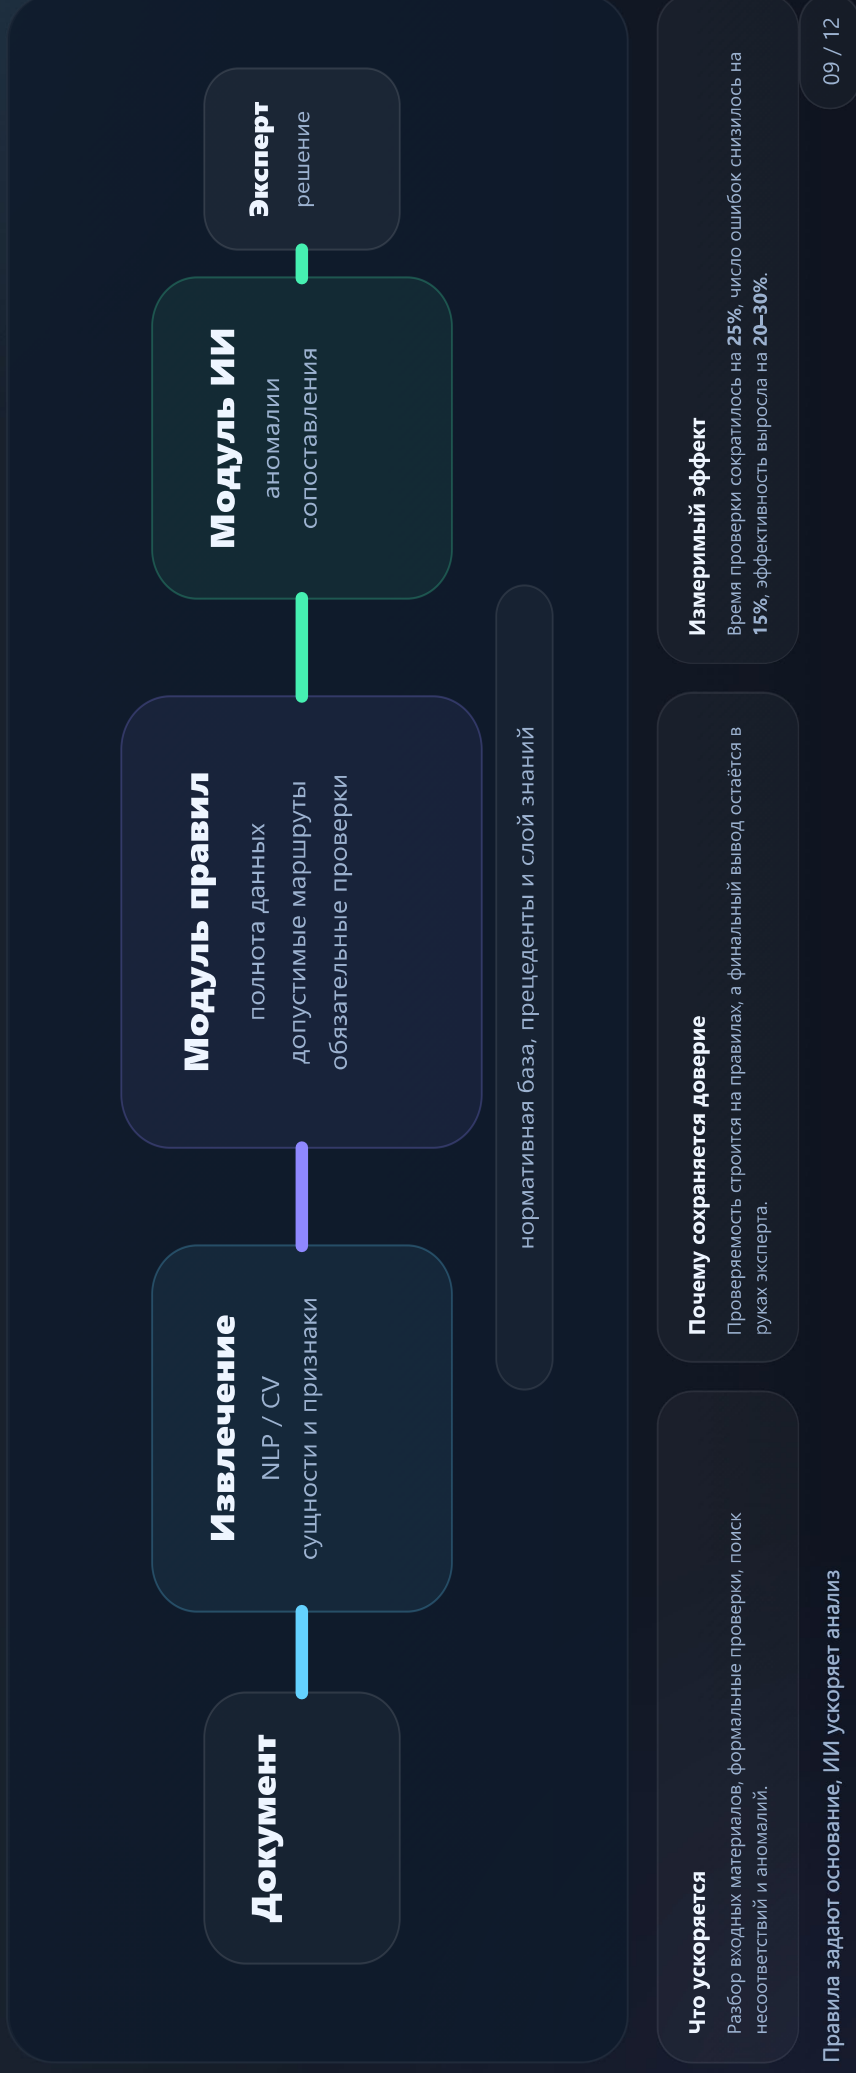 Документ
Извлечение
NLP / CV
сущности и признаки
Модуль правил
полнота данных
допустимые маршруты
обязательные проверки
Модуль ИИ
аномалии
сопоставления
Эксперт
решение
нормативная база, прецеденты и слой знаний
Что ускоряется
Разбор входных материалов, формальные проверки, поиск
несоответствий и аномалий.
Почему сохраняется доверие
Проверяемость строится на правилах, а финальный вывод остаётся в
руках эксперта.
Измеримый эффект
Время проверки сократилось на 25%, число ошибок снизилось на
15%, эффективность выросла на 20–30%.
Правила задают основание, ИИ ускоряет анализ
09 / 12